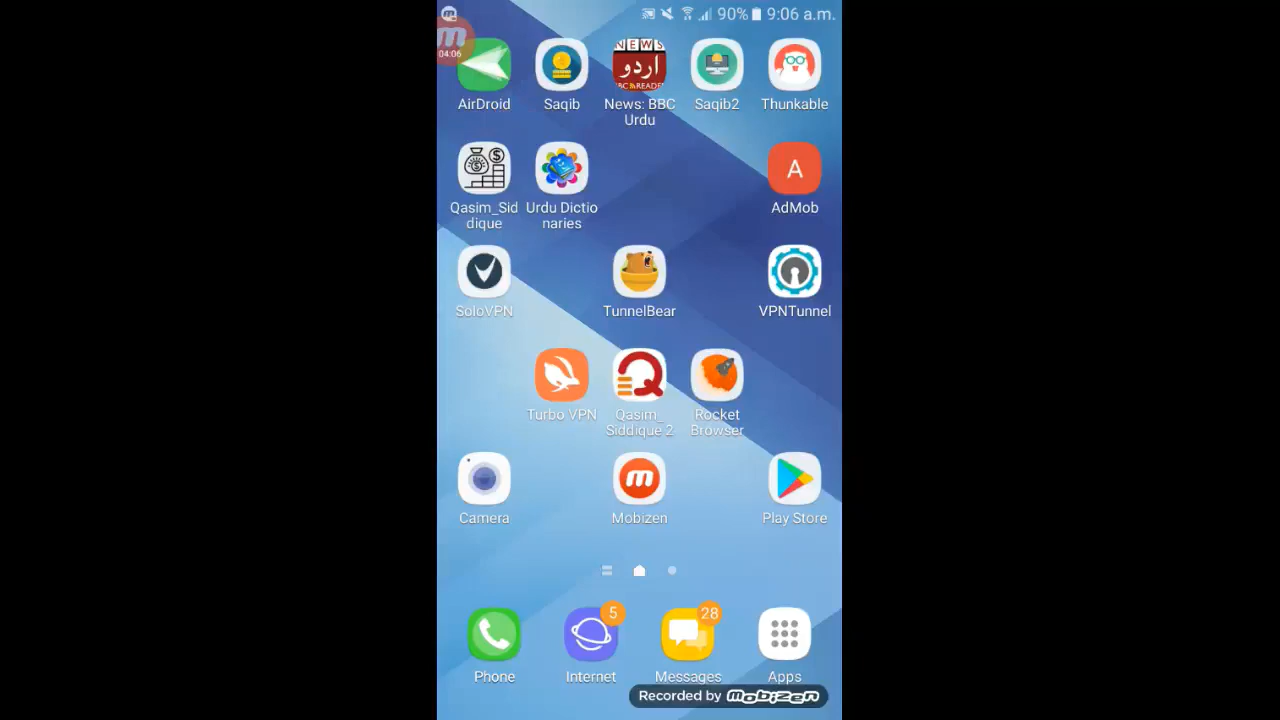 90% 9:06 a.m.
04:06
AirDroid
Saqib
NEWS
اردو
BBC READER
News: BBC
Urdu
Saqib2
Thunkable
Qasim_Sid
dique
Urdu Dictio
naries
A
AdMob
SoloVPN
TunnelBear
VPNTunnel
Turbo VPN
Qasim_
Siddique 2
Rocket
Browser
Camera
Mobizen
Play Store
5
28
Phone
Internet
Messages
Apps
Recorded by mobizen